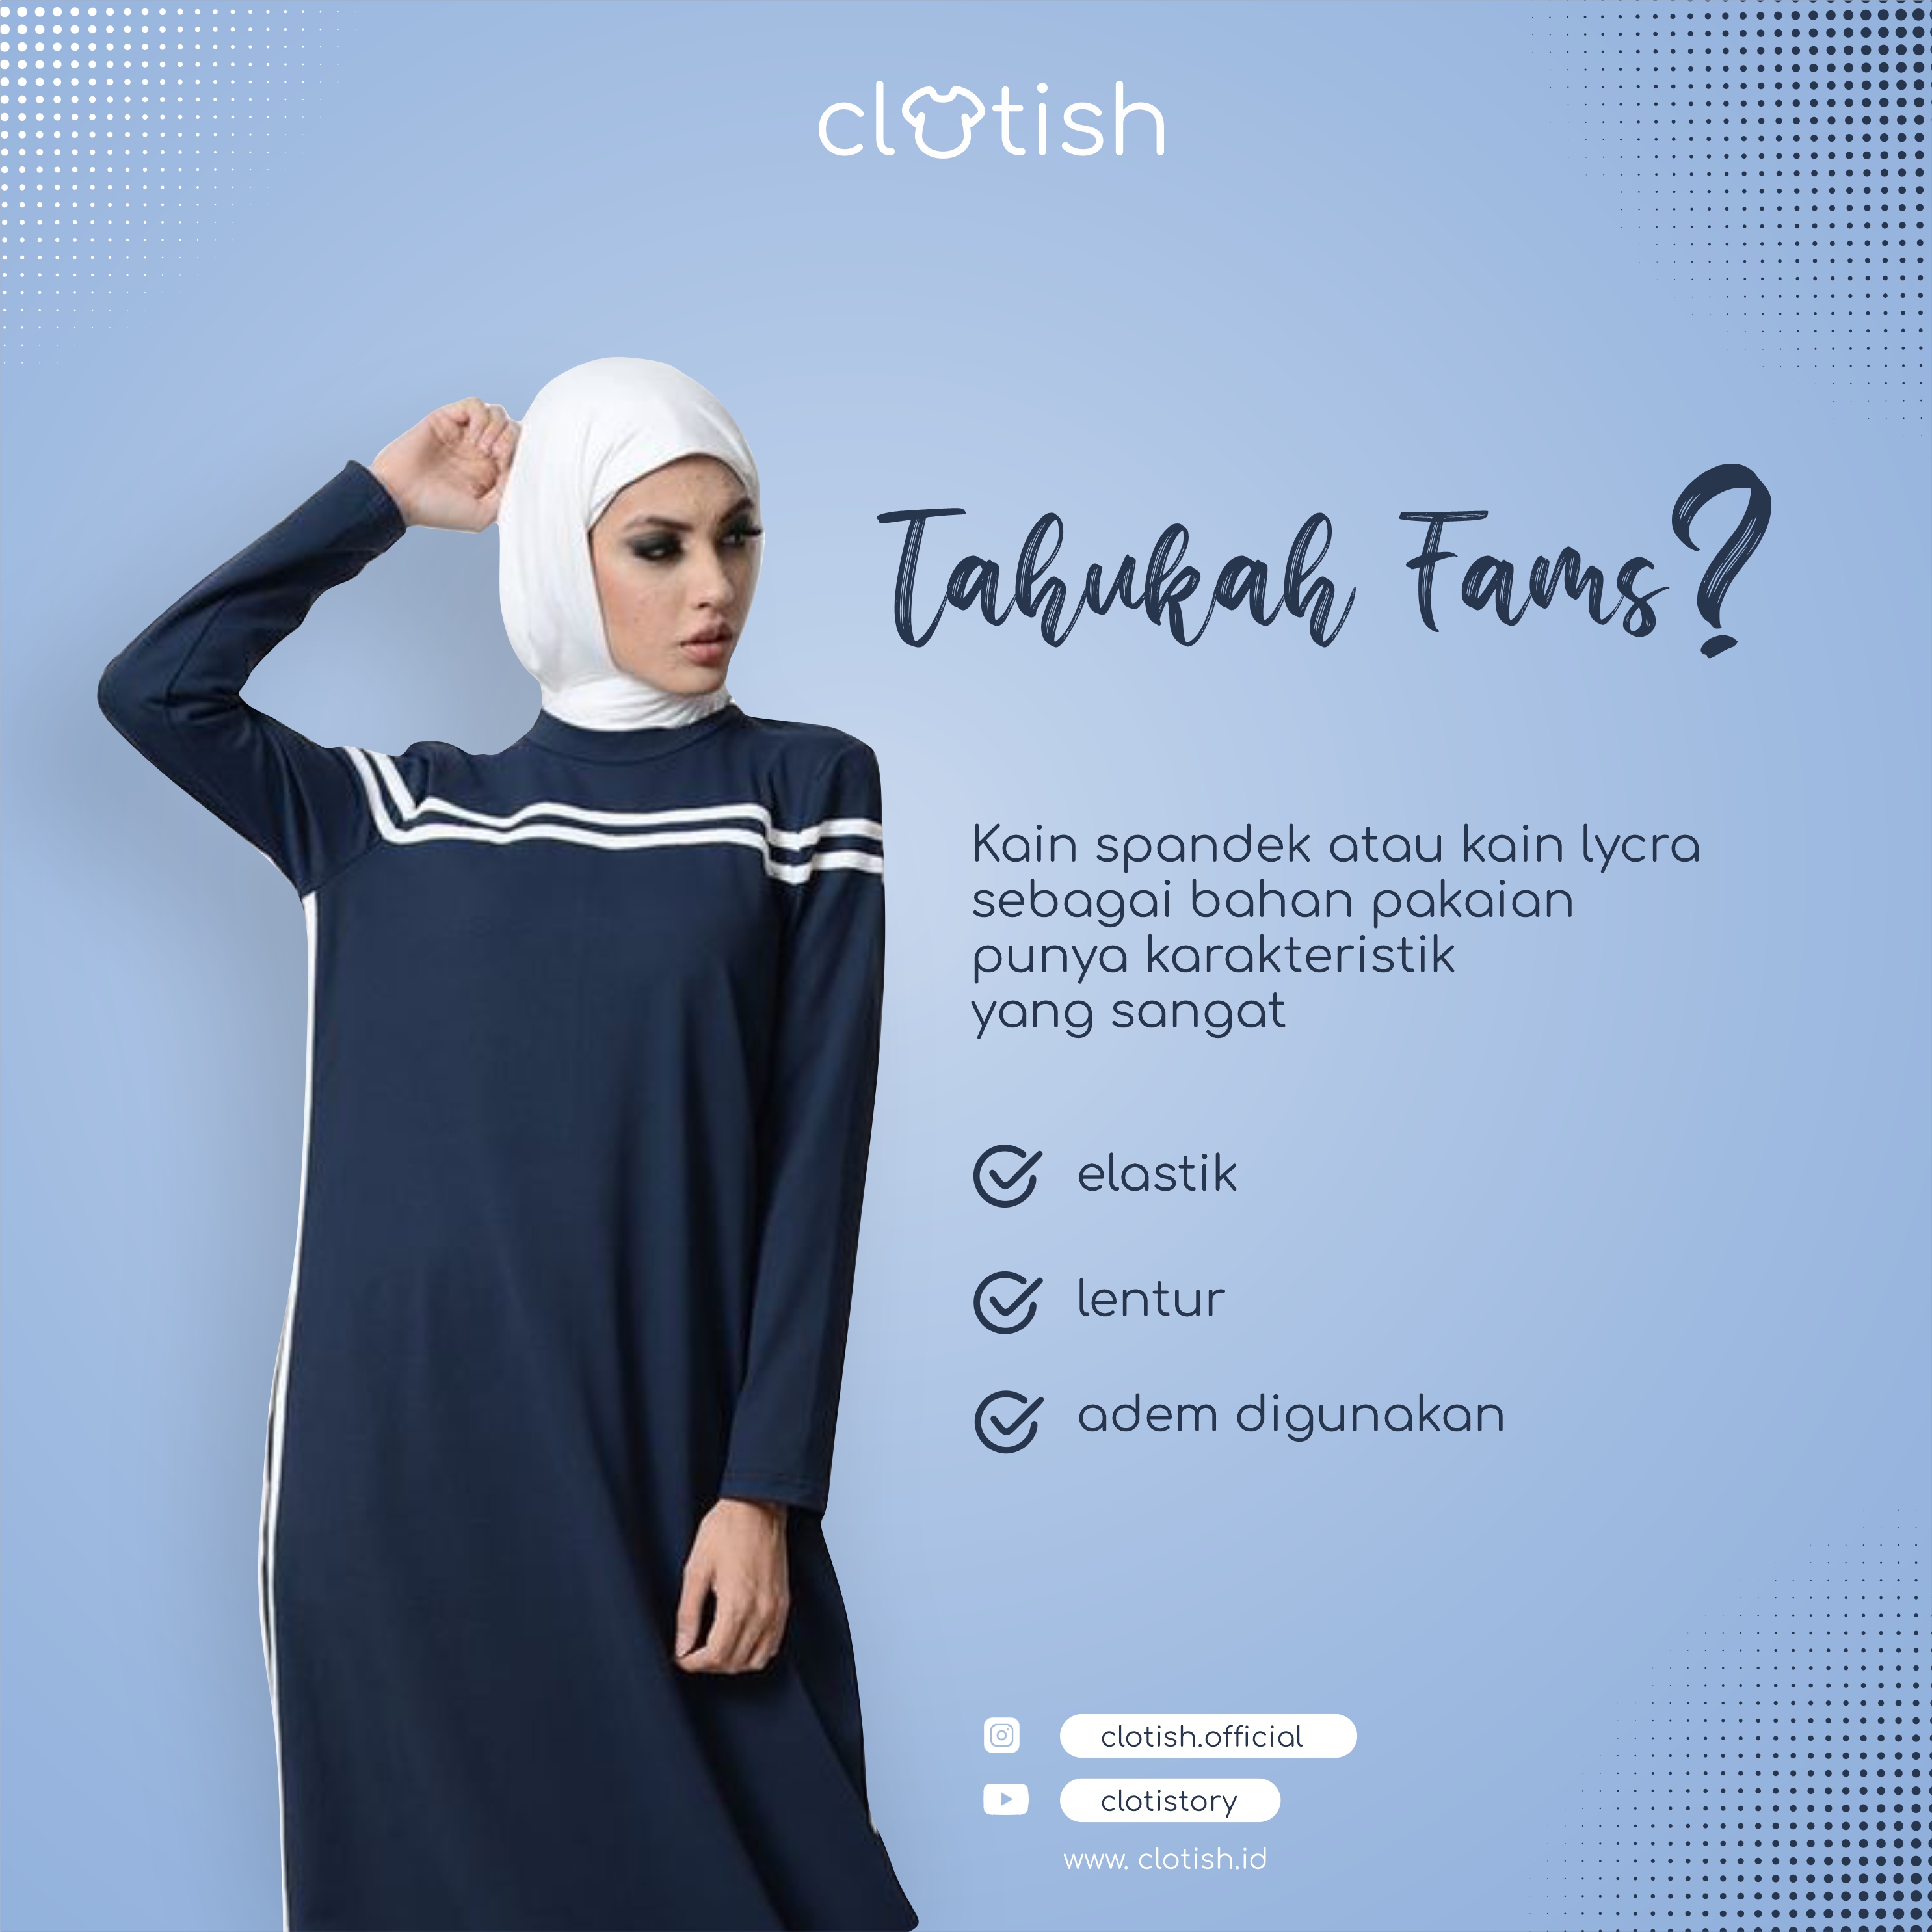 clotish
Tahukah Fams?
Kain spandek atau kain lycra
sebagai bahan pakaian
punya karakteristik
yang sangat
elastik
lentur
adem digunakan
clotish.official
clotistory
www. clotish.id